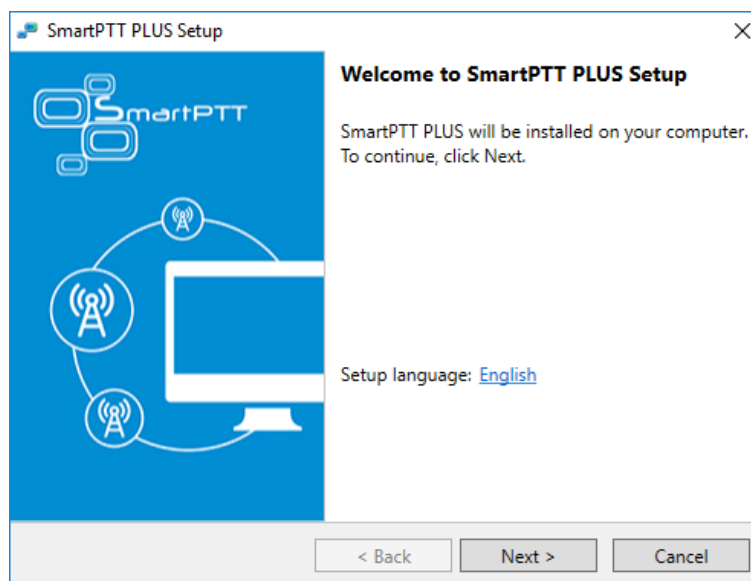 SmartPTT PLUS Setup
SmartPTT
Welcome to SmartPTT PLUS Setup
SmartPTT PLUS will be installed on your computer.
To continue, click Next.
Setup language: English
< Back
Next >
Cancel